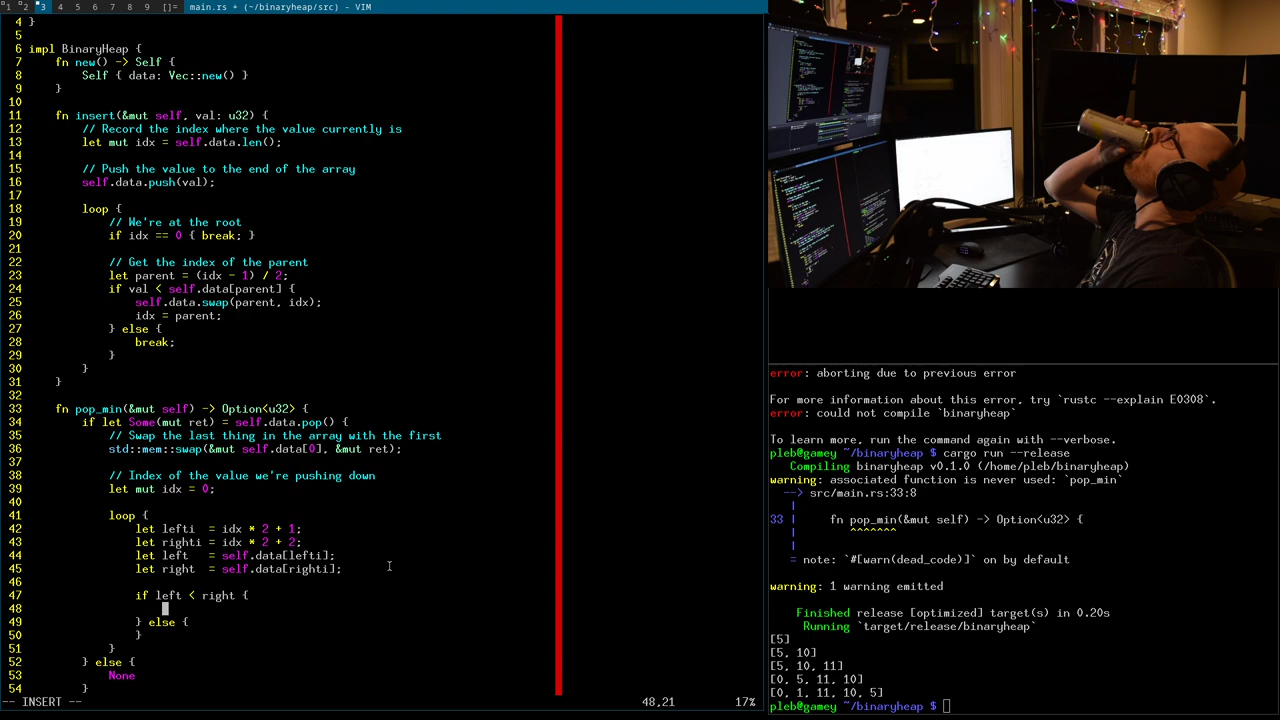 1 2 3 4 5 6 7 8 9 []= main.rs + (~/binaryheap/src) - VIM
4 }
5
6 impl BinaryHeap {
7     fn new() -> Self {
8         Self { data: Vec::new() }
9     }
10
11     fn insert(&mut self, val: u32) {
12         // Record the index where the value currently is
13         let mut idx = self.data.len();
14
15         // Push the value to the end of the array
16         self.data.push(val);
17
18         loop {
19             // We're at the root
20             if idx == 0 { break; }
21
22             // Get the index of the parent
23             let parent = (idx - 1) / 2;
24             if val < self.data[parent] {
25                 self.data.swap(parent, idx);
26                 idx = parent;
27             } else {
28                 break;
29             }
30         }
31     }
32
33     fn pop_min(&mut self) -> Option<u32> {
34         if let Some(mut ret) = self.data.pop() {
35             // Swap the last thing in the array with the first
36             std::mem::swap(&mut self.data[0], &mut ret);
37
38             // Index of the value we're pushing down
39             let mut idx = 0;
40
41             loop {
42                 let lefti  = idx * 2 + 1;
43                 let righti = idx * 2 + 2;
44                 let left   = self.data[lefti];
45                 let right  = self.data[righti];
46
47                 if left < right {
48
49                 } else {
50                 }
51             }
52         } else {
53             None
54         }
-- INSERT -- 48,21 17%
error: aborting due to previous error
For more information about this error, try `rustc --explain E0308`.
error: could not compile `binaryheap`
To learn more, run the command again with --verbose.
pleb@gamey ~/binaryheap $ cargo run --release
   Compiling binaryheap v0.1.0 (/home/pleb/binaryheap)
warning: associated function is never used: `pop_min`
  --> src/main.rs:33:8
   |
33 |     fn pop_min(&mut self) -> Option<u32> {
   |        ^^^^^^^
   |
   = note: `#[warn(dead_code)]` on by default
warning: 1 warning emitted
    Finished release [optimized] target(s) in 0.20s
     Running `target/release/binaryheap`
[5]
[5, 10]
[5, 10, 11]
[0, 5, 11, 10]
[0, 1, 11, 10, 5]
pleb@gamey ~/binaryheap $